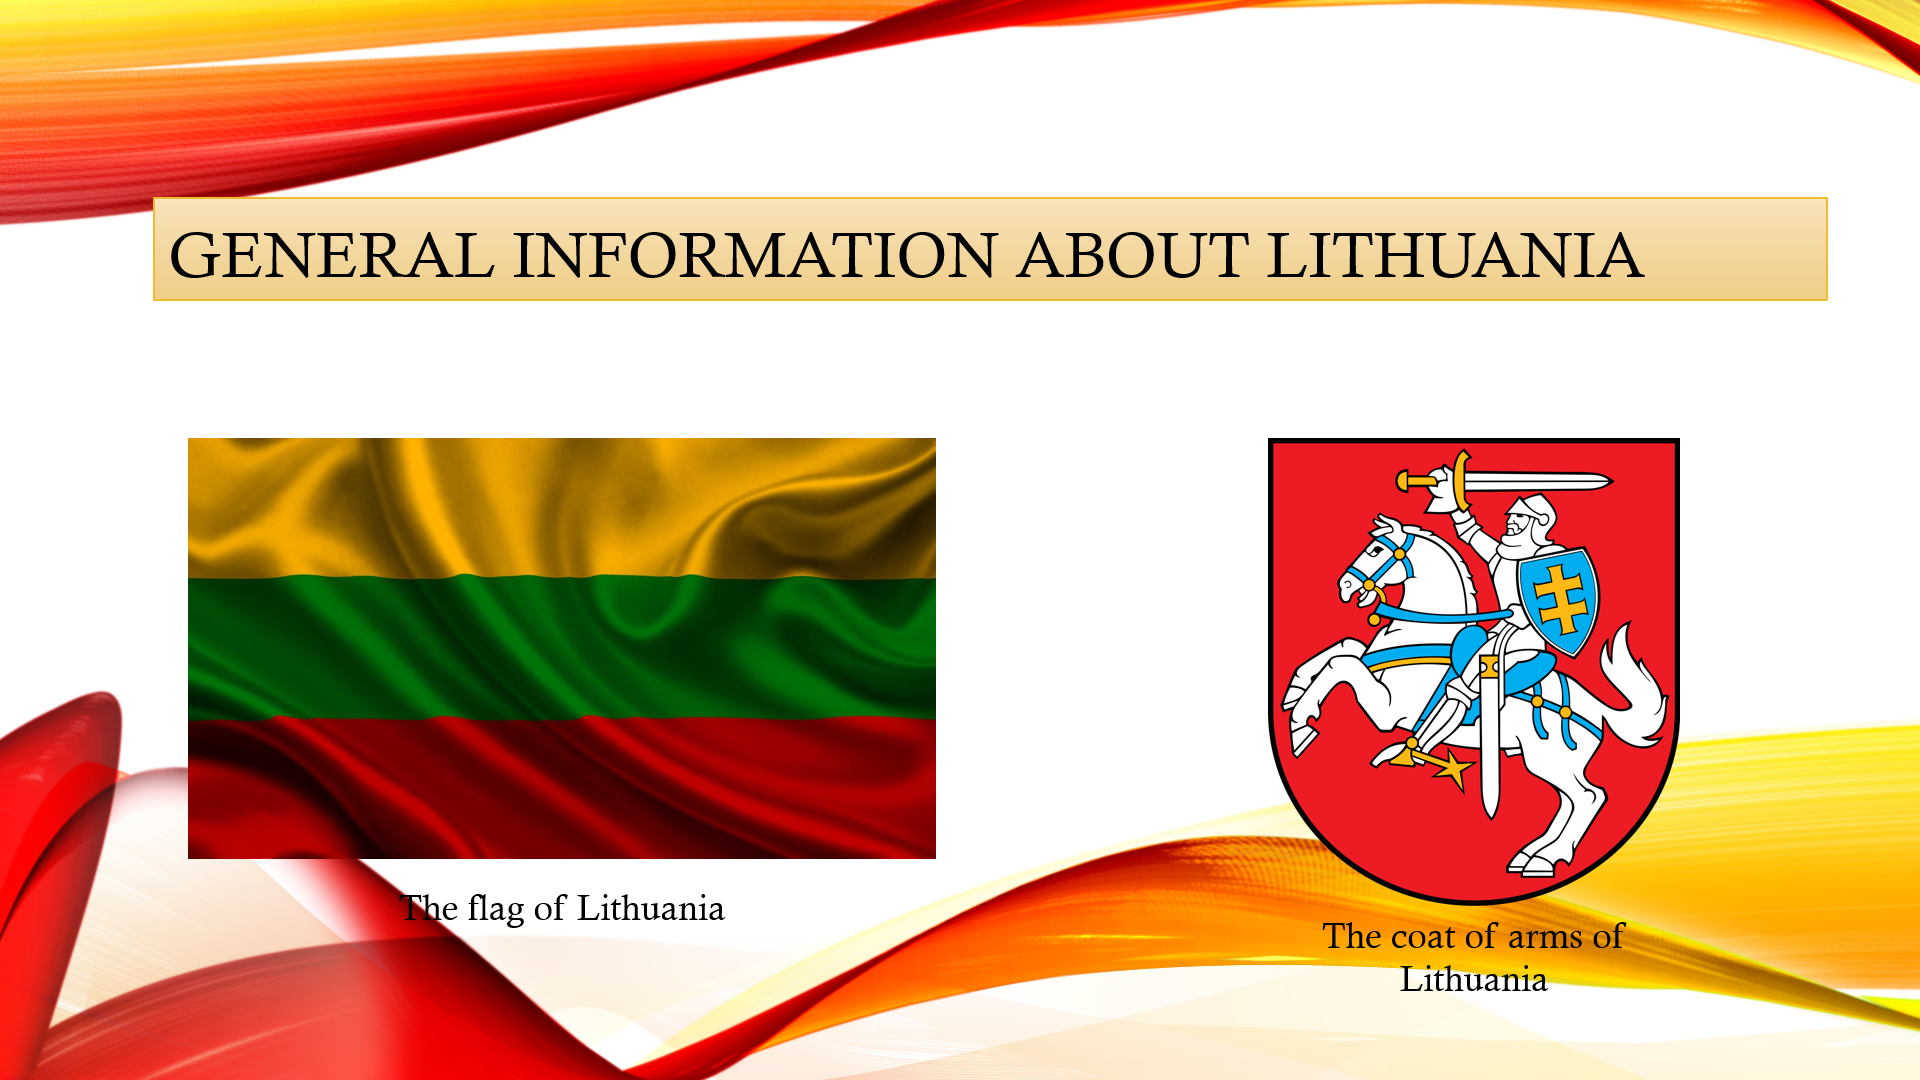 GENERAL INFORMATION ABOUT LITHUANIA
The flag of Lithuania
The coat of arms of
Lithuania